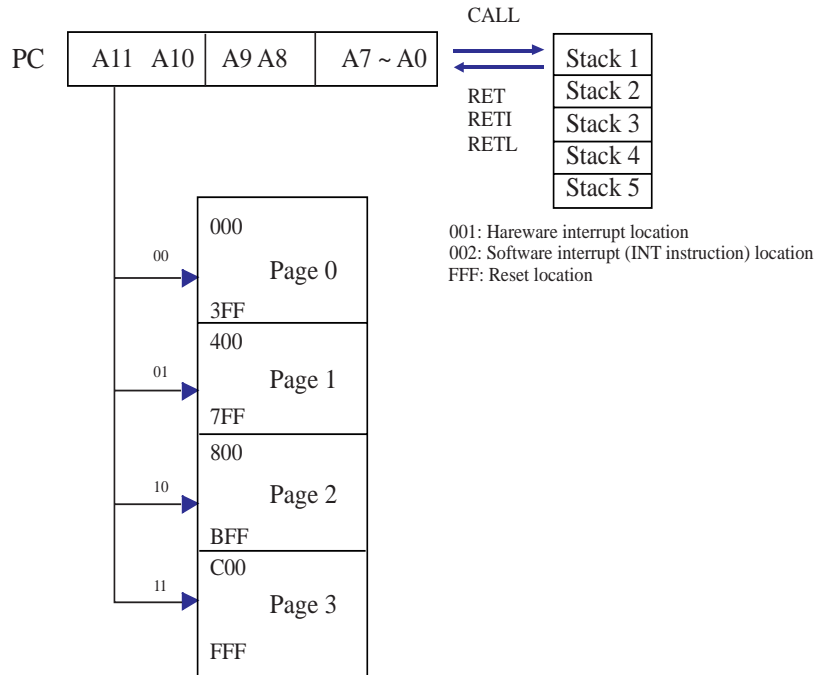 CALL
PC A11 A10 A9 A8 A7 ~ A0
Stack 1
Stack 2
Stack 3
Stack 4
Stack 5
RET
RETI
RETL
001: Hareware interrupt location
002: Software interrupt (INT instruction) location
FFF: Reset location
000
00
Page 0
3FF
400
01
Page 1
7FF
800
10
Page 2
BFF
C00
11
Page 3
FFF